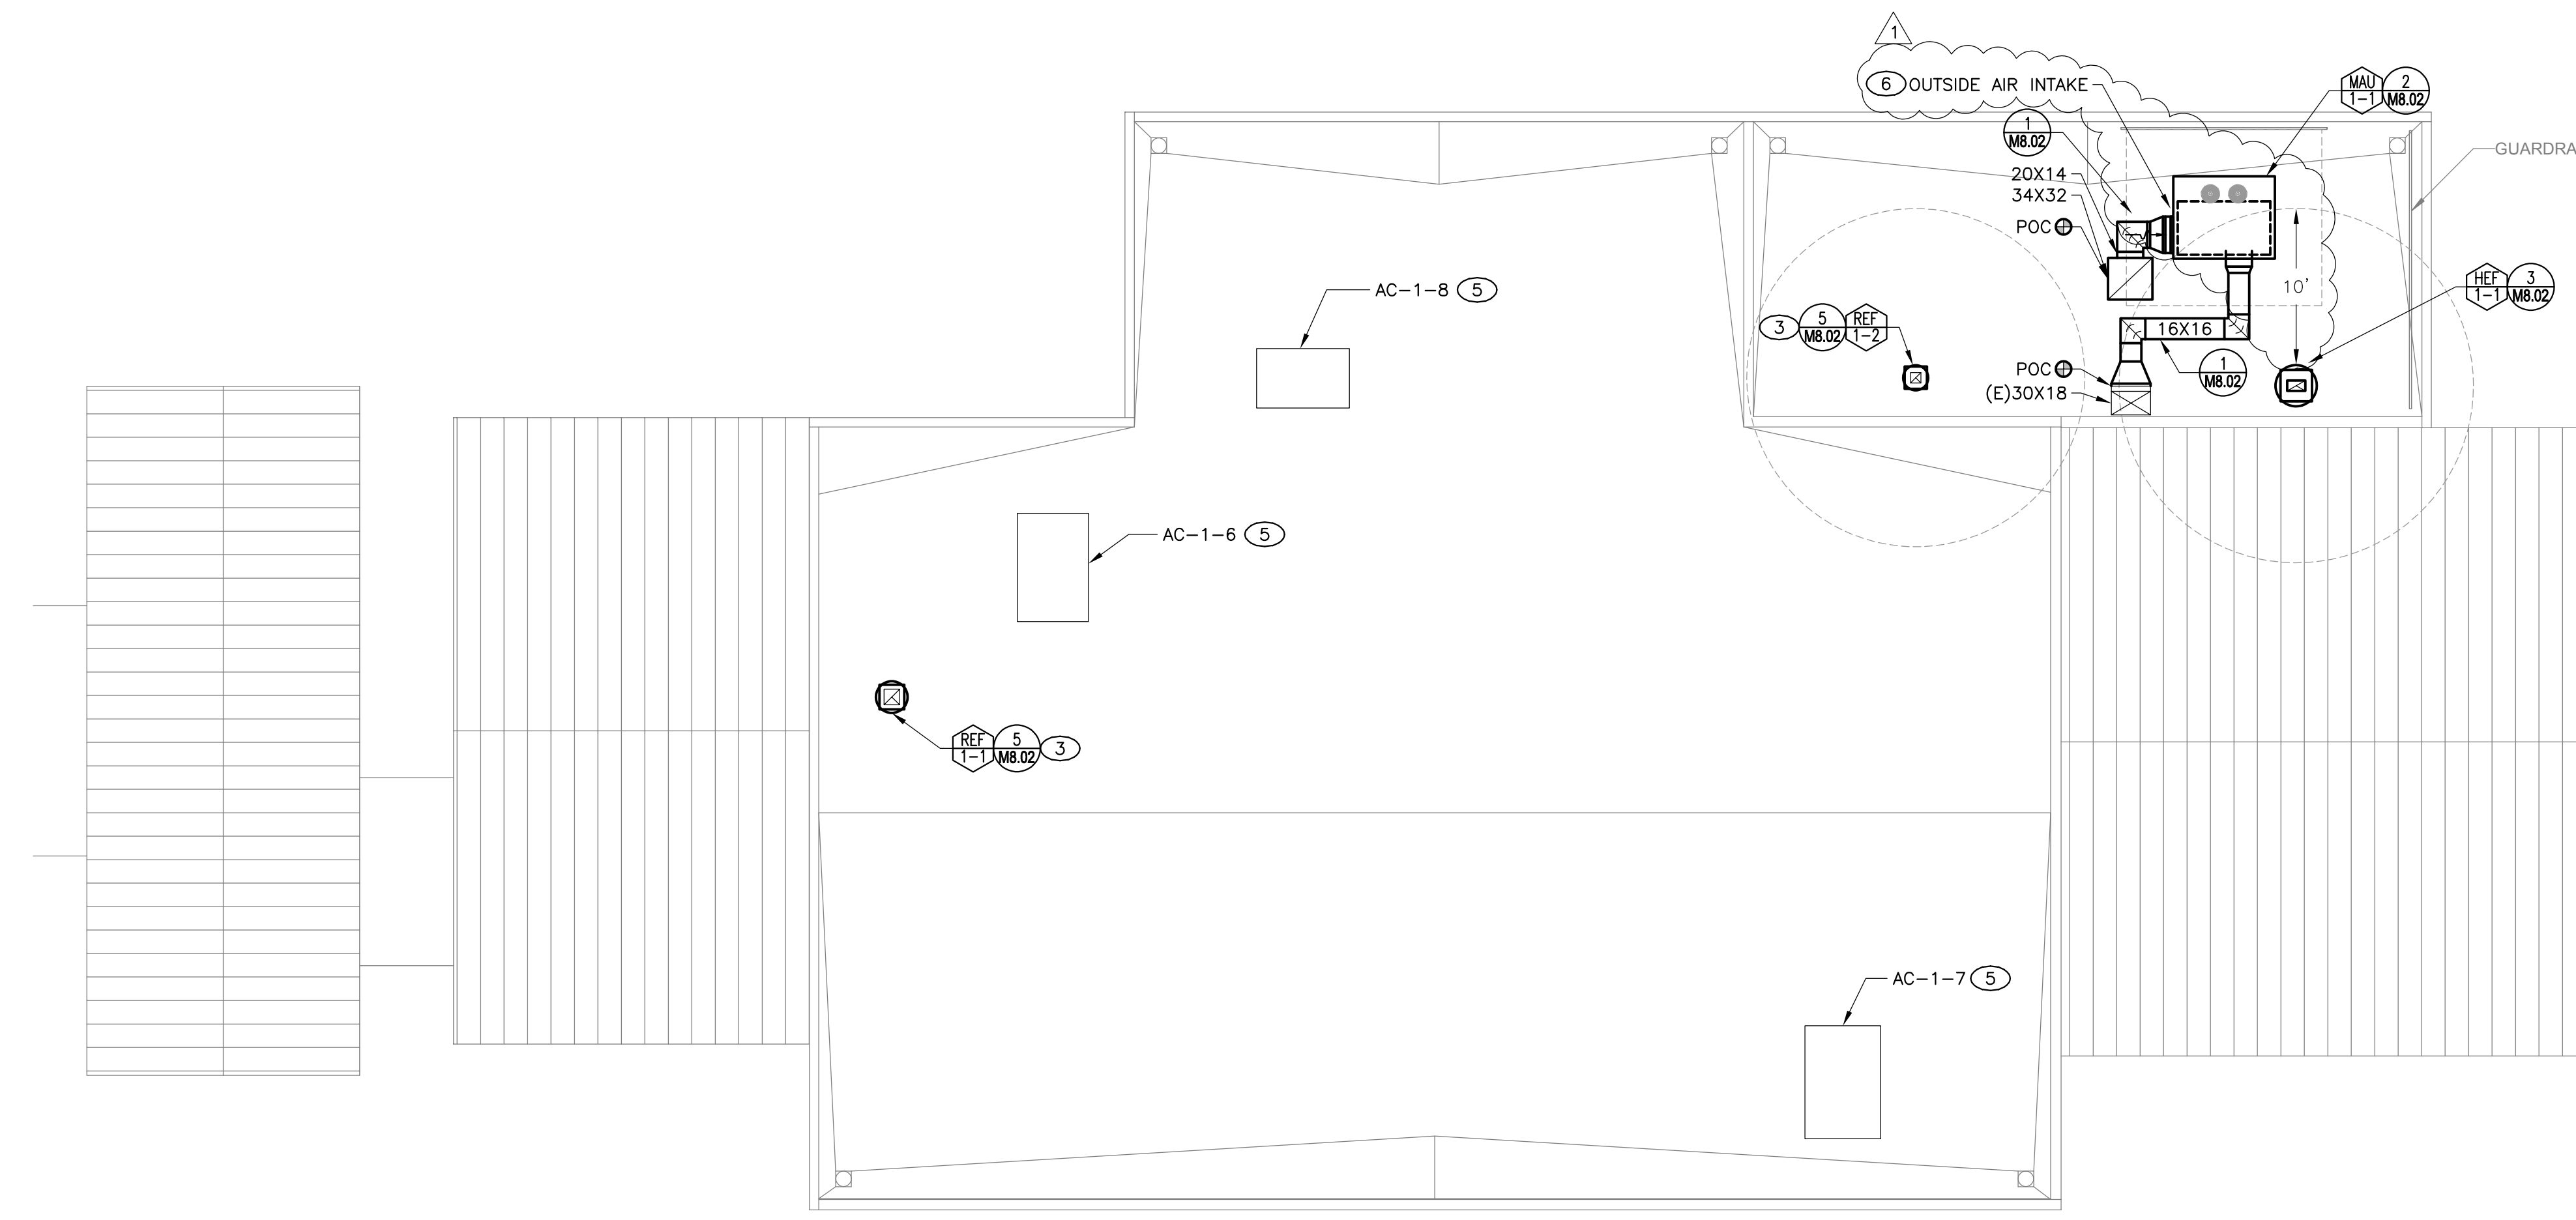 1
6 OUTSIDE AIR INTAKE
MAU
1-1
2
M8.02
1
M8.02
GUARDRA
20X14
34X32
POC
HEF
1-1
3
M8.02
10'
AC-1-8 5
3
5
M8.02
REF
1-2
16X16
POC
1
M8.02
(E)30X18
AC-1-6 5
REF
1-1
5
M8.02
3
AC-1-7 5